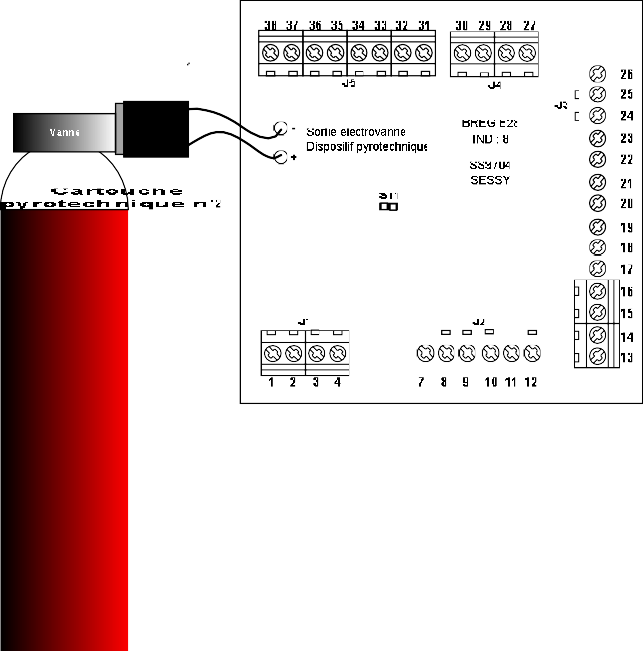 38 37 36 35 34 33 32 31
30 29 28 27
J5
J4
26
25
J3
24
23
22
21
20
19
18
17
16
15
14
13
Vanne
Cartouche
pyrotechnique n°2
-
Sortie électrovanne
+ Dispositif pyrotechnique
BREG E28
IND : 8
SS9704
SESSY
ST1
J1
J2
1 2 3 4
7 8 9 10 11 12